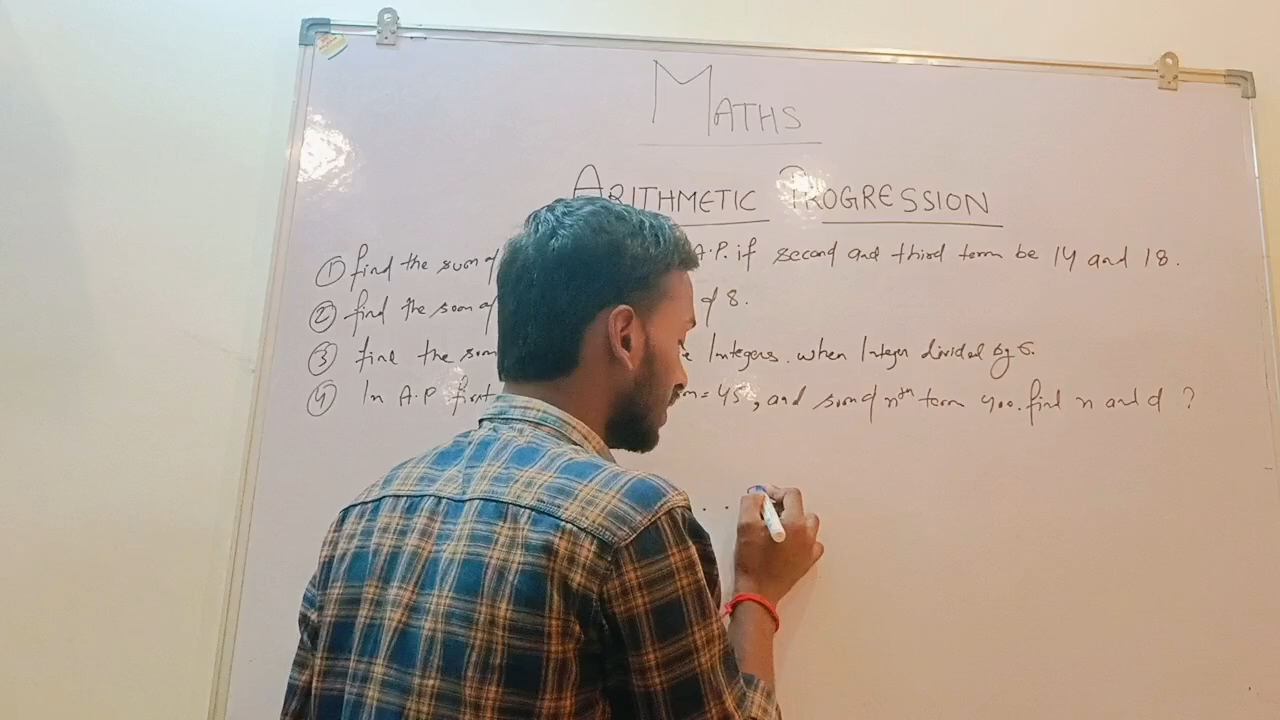 MATHS
ARITHMETIC PROGRESSION
① find the sum of A.P. if second and third term be 14 and 18.
② find the sum of of 8.
③ find the sum Integers. when Integer divided by
④ In A.P first = 45, and sum of nth term 400. find n and d ?